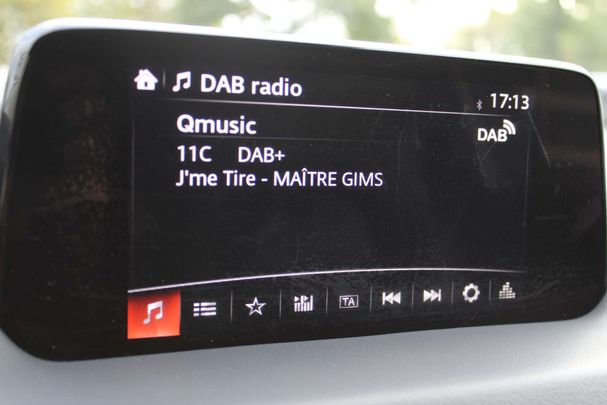 DAB radio
17:13
Qmusic
DAB
11C DAB+
J'me Tire - MAÎTRE GIMS
TA